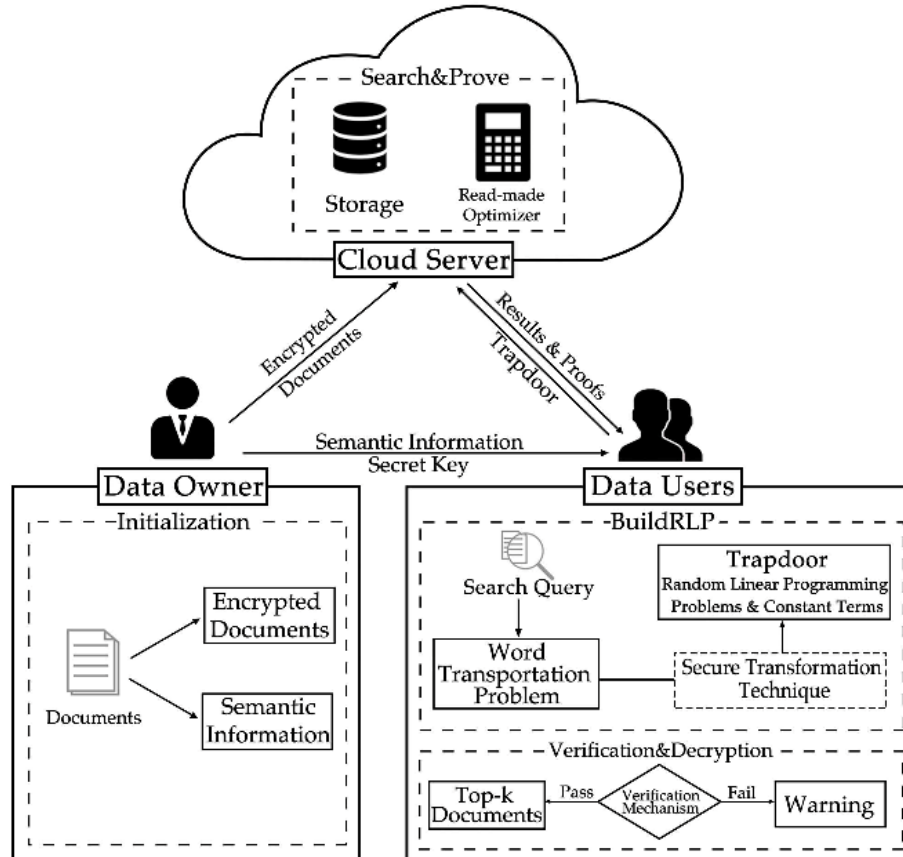 Search&Prove
Storage
Read-made
Optimizer
Cloud Server
Encrypted
Documents
Results & Proofs
Trapdoor
Semantic Information
Secret Key
Data Owner
Initialization
Documents
Encrypted
Documents
Semantic
Information
Data Users
BuildRLP
Search Query
Word
Transportation
Problem
Trapdoor
Random Linear Programming
Problems & Constant Terms
Secure Transformation
Technique
Verification&Decryption
Top-k
Documents
Pass
Verification
Mechanism
Fail
Warning